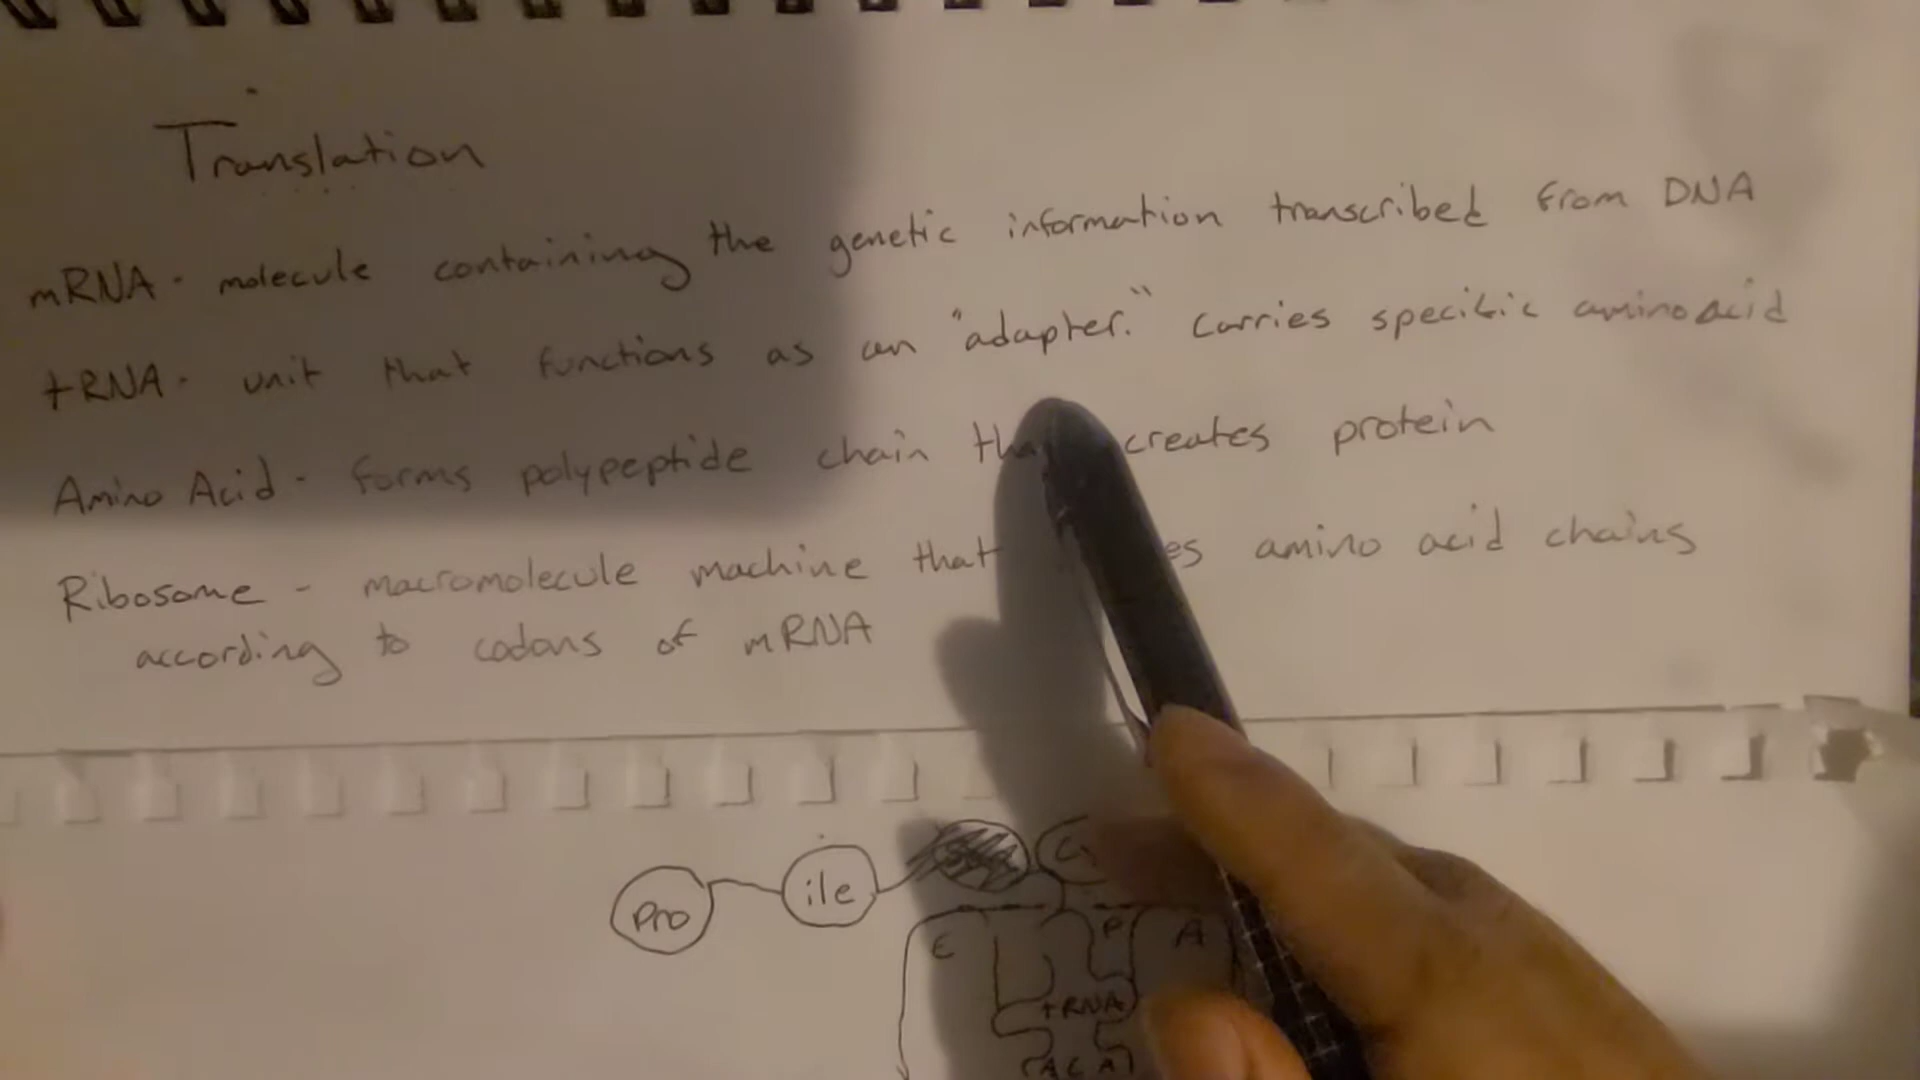 Translation
mRNA - molecule containing the genetic information transcribed from DNA
tRNA - unit that functions as an "adapter." Carries specific amino acid
Amino Acid - forms polypeptide chain creates protein
Ribosome - macromolecule machine that amino acid chains
according to codons of mRNA
Pro ile
E P A
tRNA